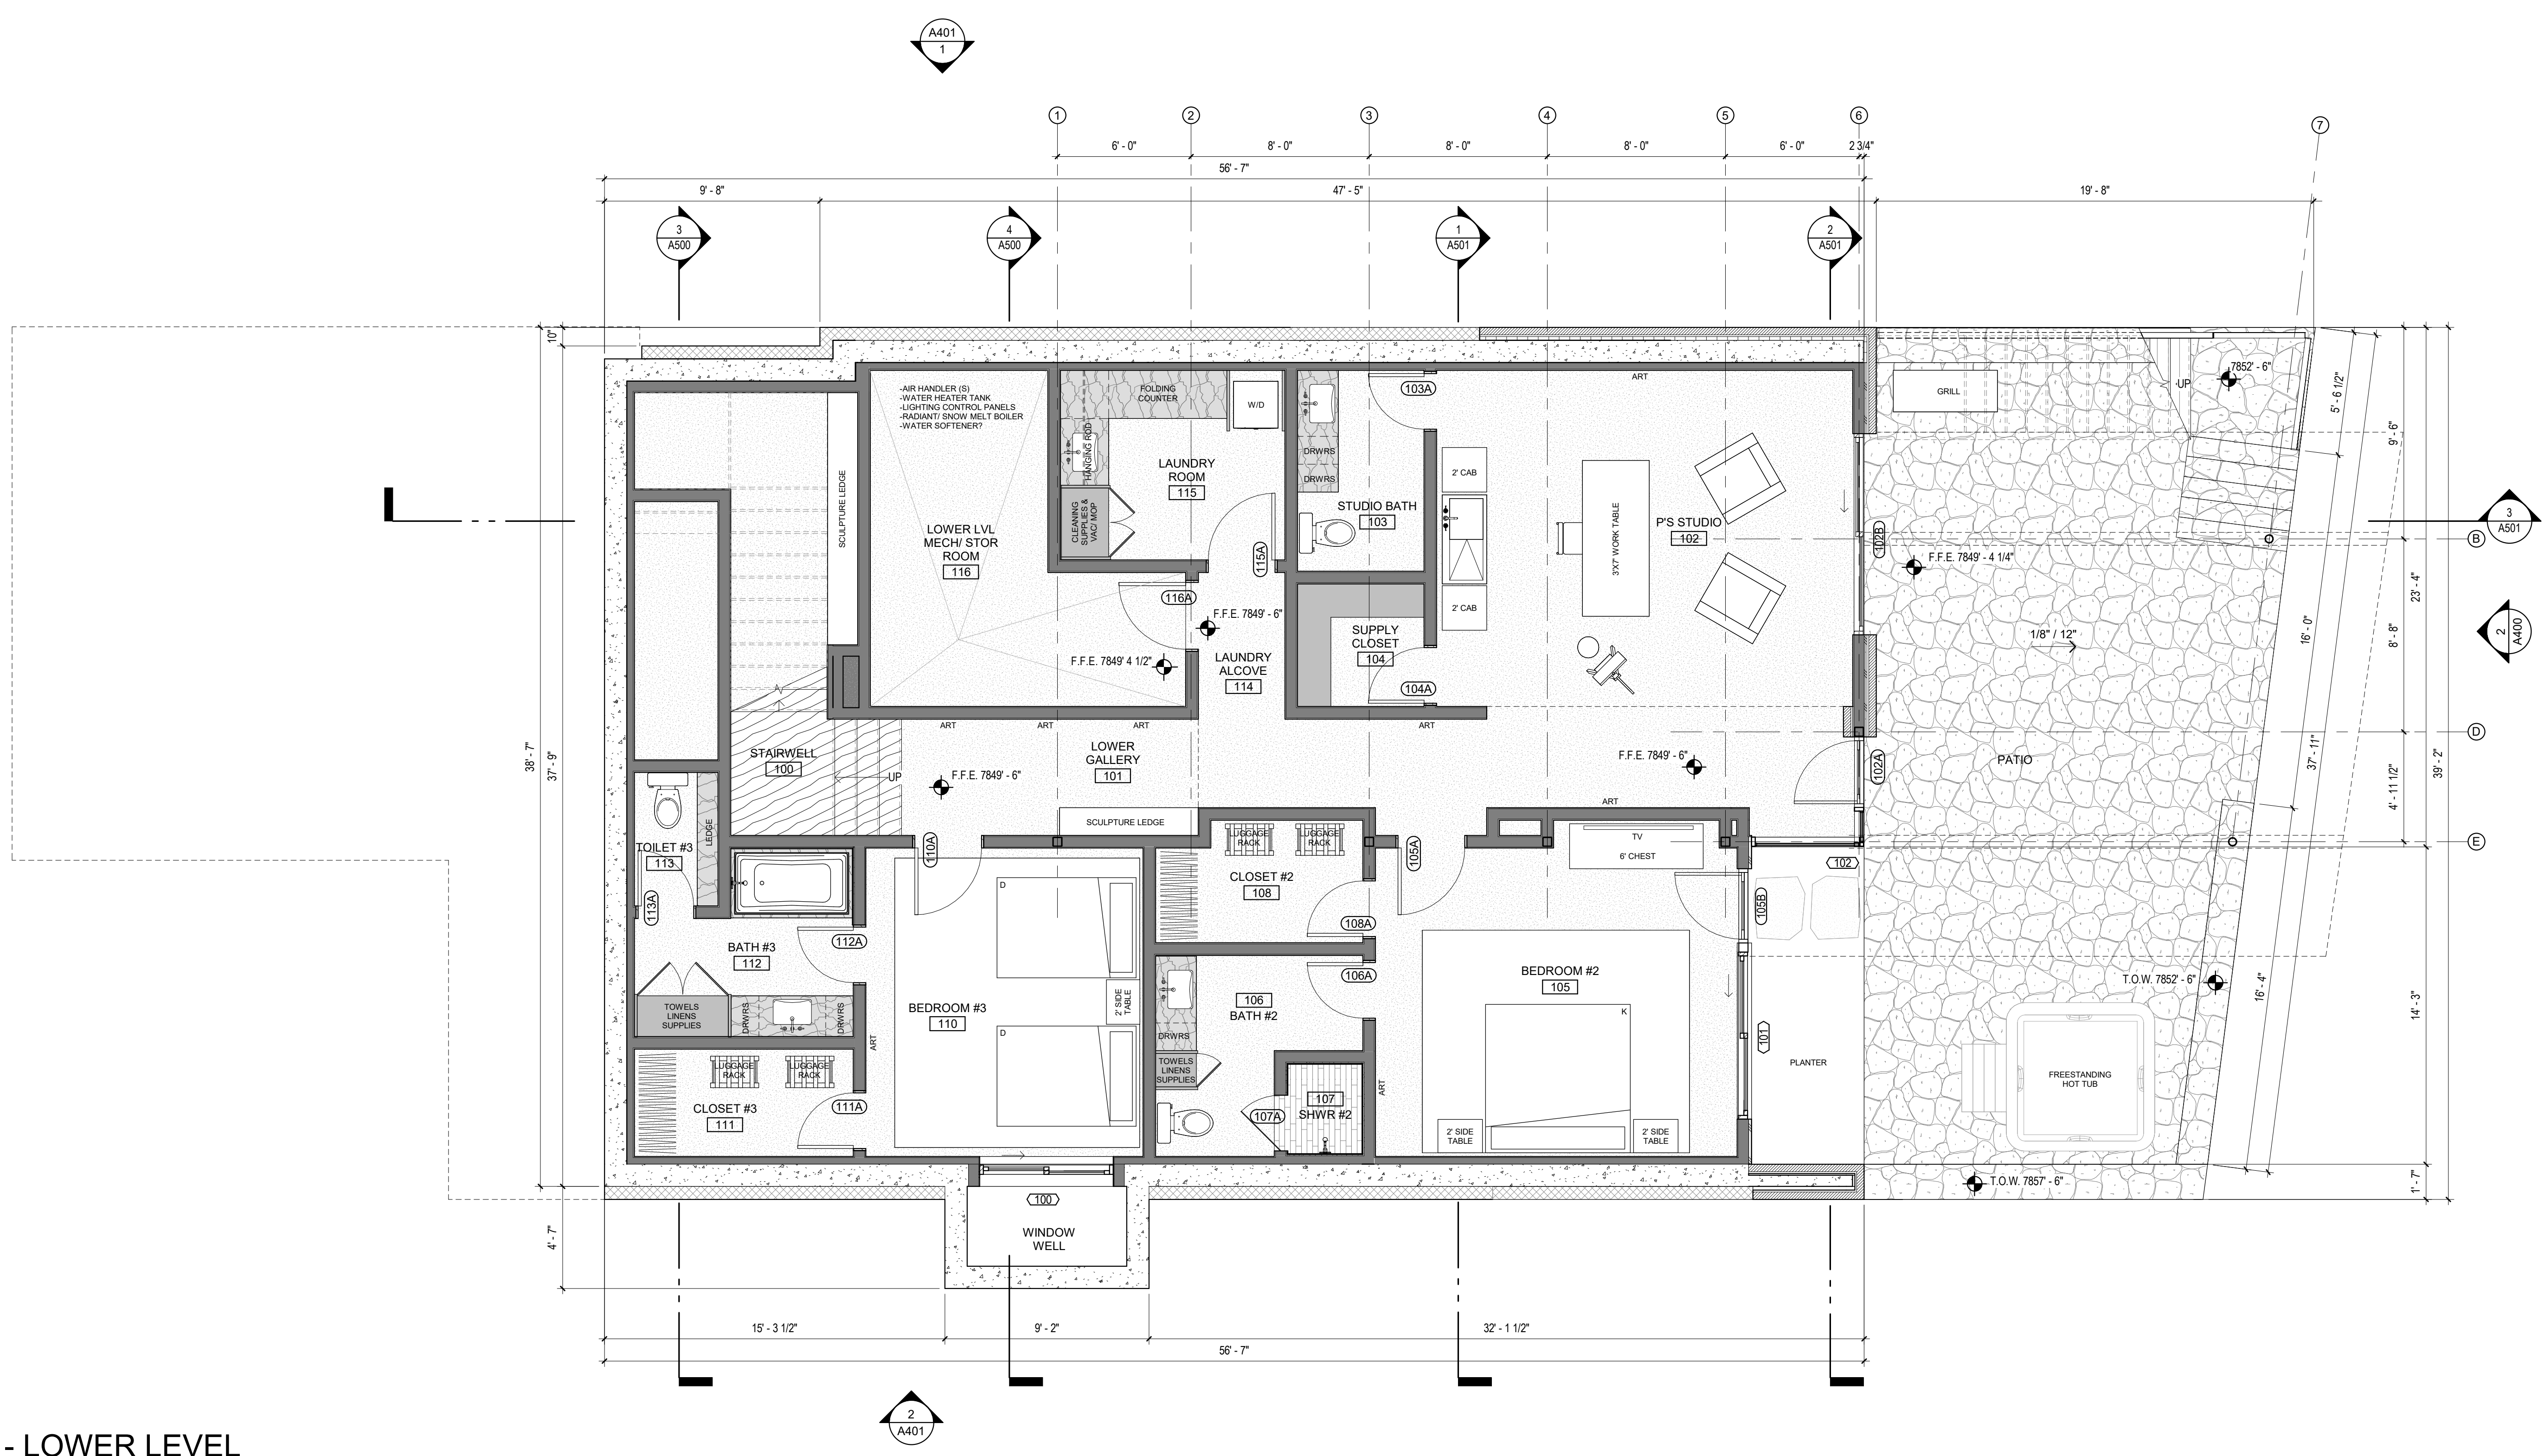 A401
1
1
2
3
4
5
6
7
6' - 0"
8' - 0"
8' - 0"
8' - 0"
6' - 0"
2 3/4"
56' - 7"
9' - 8"
47' - 5"
19' - 8"
3
A500
4
A500
1
A501
2
A501
10"
38' - 7"
37' - 9"
4' - 7"
-AIR HANDLER (S)
-WATER HEATER TANK
-LIGHTING CONTROL PANELS
-RADIANT/ SNOW MELT BOILER
-WATER SOFTENER?
FOLDING
COUNTER
W/D
HANGING ROD
CLEANING
SUPPLIES &
VAC/ MOP
LAUNDRY
ROOM
115
115A
DRWRS
DRWRS
STUDIO BATH
103
103A
ART
2' CAB
2' CAB
3'X7' WORK TABLE
P'S STUDIO
102
102B
GRILL
UP
7852' - 6"
5' - 6 1/2"
9' - 6"
SCULPTURE LEDGE
LOWER LVL
MECH/ STOR
ROOM
116
116A
F.F.E. 7849' - 6"
F.F.E. 7849' 4 1/2"
LAUNDRY
ALCOVE
114
SUPPLY
CLOSET
104
104A
F.F.E. 7849' - 4 1/4"
1/8" / 12"
16' - 0"
8' - 8"
23' - 4"
3
A501
B
2
A400
D
E
ART
ART
ART
ART
STAIRWELL
100
UP
LOWER
GALLERY
101
F.F.E. 7849' - 6"
F.F.E. 7849' - 6"
102A
PATIO
37' - 11"
4' - 11 1/2"
39' - 2"
SCULPTURE LEDGE
ART
TOILET #3
113
LEDGE
113A
110A
LUGGAGE
RACK
LUGGAGE
RACK
CLOSET #2
108
108A
105A
TV
6' CHEST
102
105B
BATH #3
112
112A
D
D
2' SIDE
TABLE
BEDROOM #3
110
ART
TOWELS
LINENS
SUPPLIES
DRWRS
DRWRS
106A
106
BATH #2
DRWRS
TOWELS
LINENS
SUPPLIES
BEDROOM #2
105
K
101
PLANTER
T.O.W. 7852' - 6"
16' - 4"
14' - 3"
FREESTANDING
HOT TUB
LUGGAGE
RACK
LUGGAGE
RACK
CLOSET #3
111
111A
107A
107
SHWR #2
ART
2' SIDE
TABLE
2' SIDE
TABLE
T.O.W. 7857' - 6"
1' - 7"
100
WINDOW
WELL
15' - 3 1/2"
9' - 2"
32' - 1 1/2"
56' - 7"
2
A401
- LOWER LEVEL